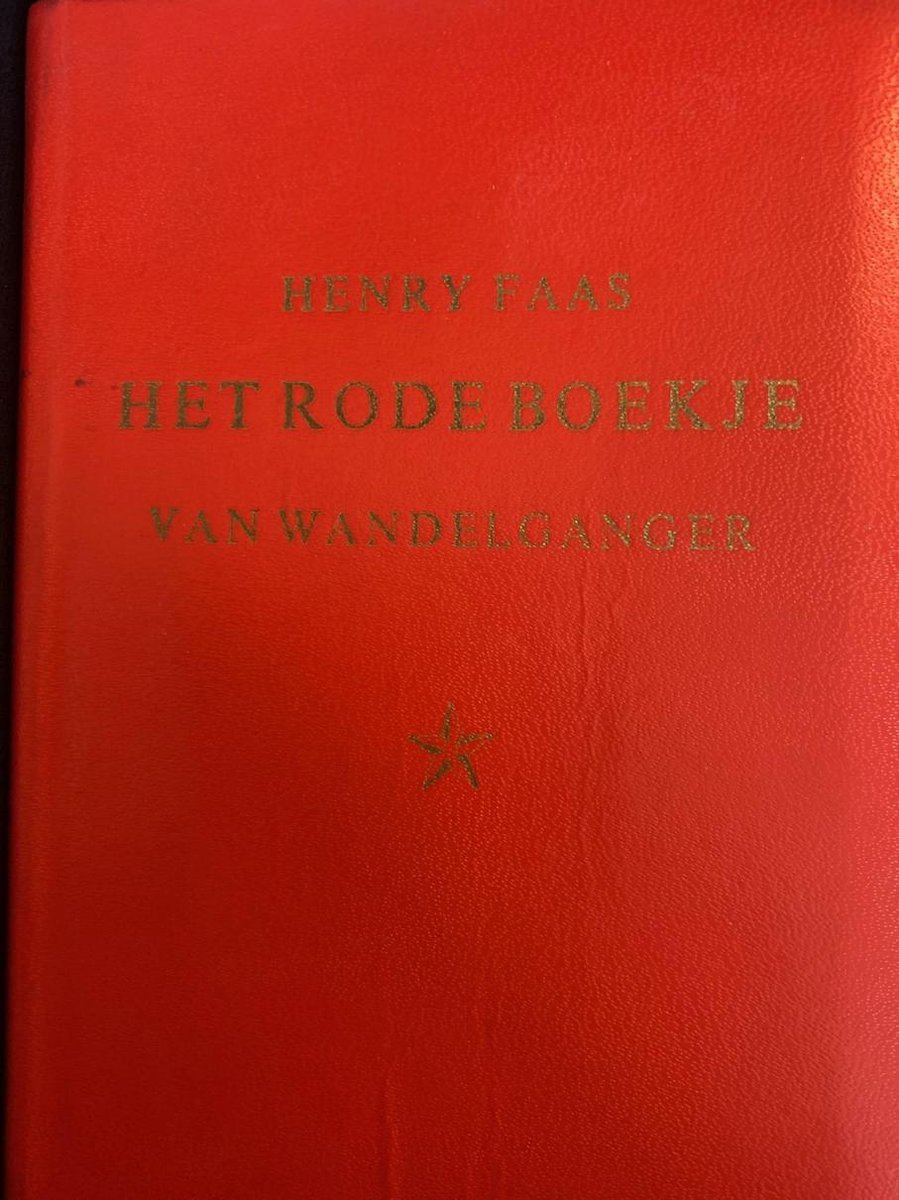 HENRY FAAS
HET RODE BOEKJE
VAN WANDELGANGER